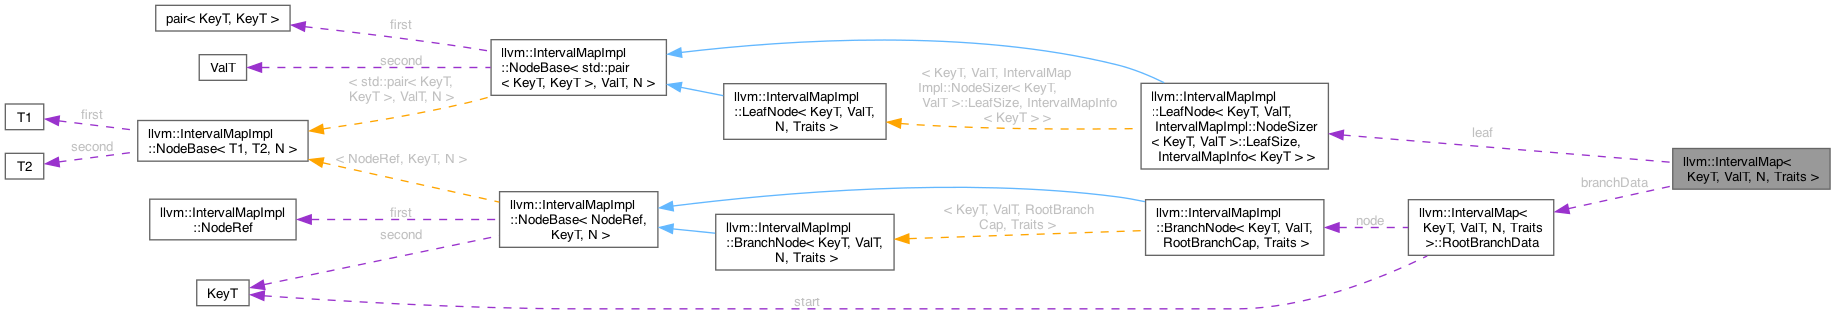 pair< KeyT, KeyT >
first
ValT
second
llvm::IntervalMapImpl
::NodeBase< std::pair
< KeyT, KeyT >, ValT, N >
< std::pair< KeyT,
KeyT >, ValT, N >
T1
first
T2
second
llvm::IntervalMapImpl
::NodeBase< T1, T2, N >
< NodeRef, KeyT, N >
llvm::IntervalMapImpl
::LeafNode< KeyT, ValT,
N, Traits >
< KeyT, ValT, IntervalMap
Impl::NodeSizer< KeyT,
ValT >::LeafSize, IntervalMapInfo
< KeyT > >
llvm::IntervalMapImpl
::LeafNode< KeyT, ValT,
IntervalMapImpl::NodeSizer
< KeyT, ValT >::LeafSize,
IntervalMapInfo< KeyT > >
leaf
llvm::IntervalMap<
KeyT, ValT, N, Traits >
branchData
llvm::IntervalMapImpl
::NodeRef
first
second
llvm::IntervalMapImpl
::NodeBase< NodeRef,
KeyT, N >
llvm::IntervalMapImpl
::BranchNode< KeyT, ValT,
N, Traits >
< KeyT, ValT, RootBranch
Cap, Traits >
llvm::IntervalMapImpl
::BranchNode< KeyT, ValT,
RootBranchCap, Traits >
node
llvm::IntervalMap<
KeyT, ValT, N, Traits
>::RootBranchData
KeyT
start